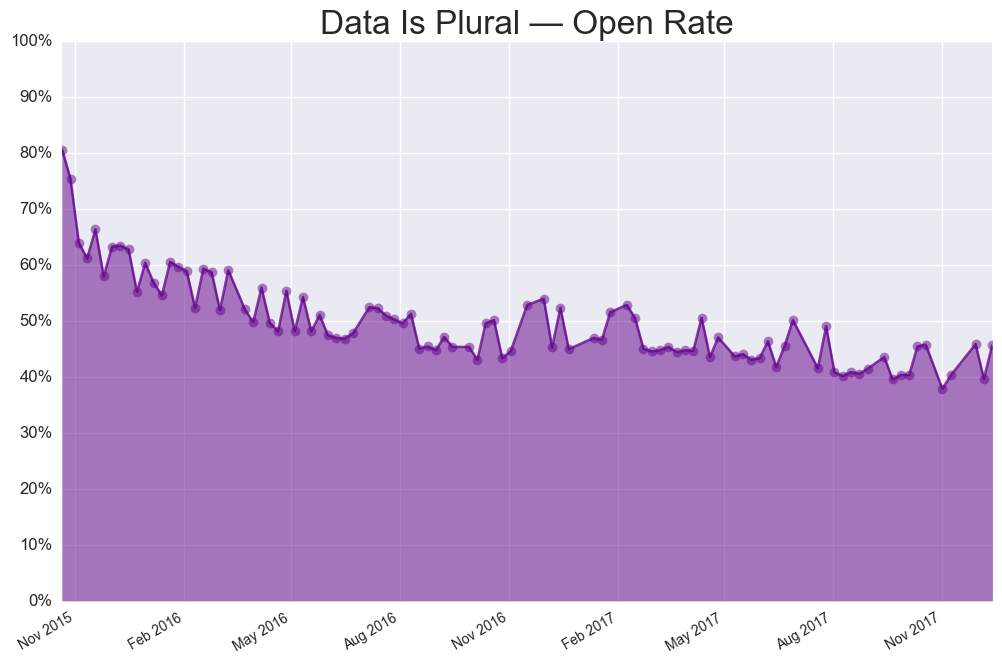 Data Is Plural — Open Rate
100%
90%
80%
70%
60%
50%
40%
30%
20%
10%
0%
Nov 2015
Feb 2016
May 2016
Aug 2016
Nov 2016
Feb 2017
May 2017
Aug 2017
Nov 2017